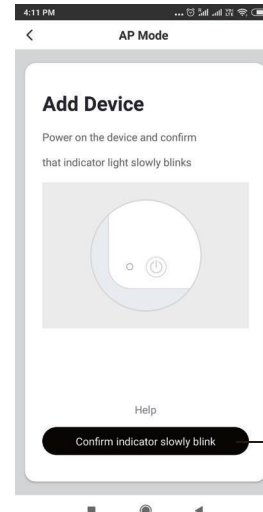 4:11 PM
AP Mode
Add Device
Power on the device and confirm
that indicator light slowly blinks
Help
Confirm indicator slowly blink